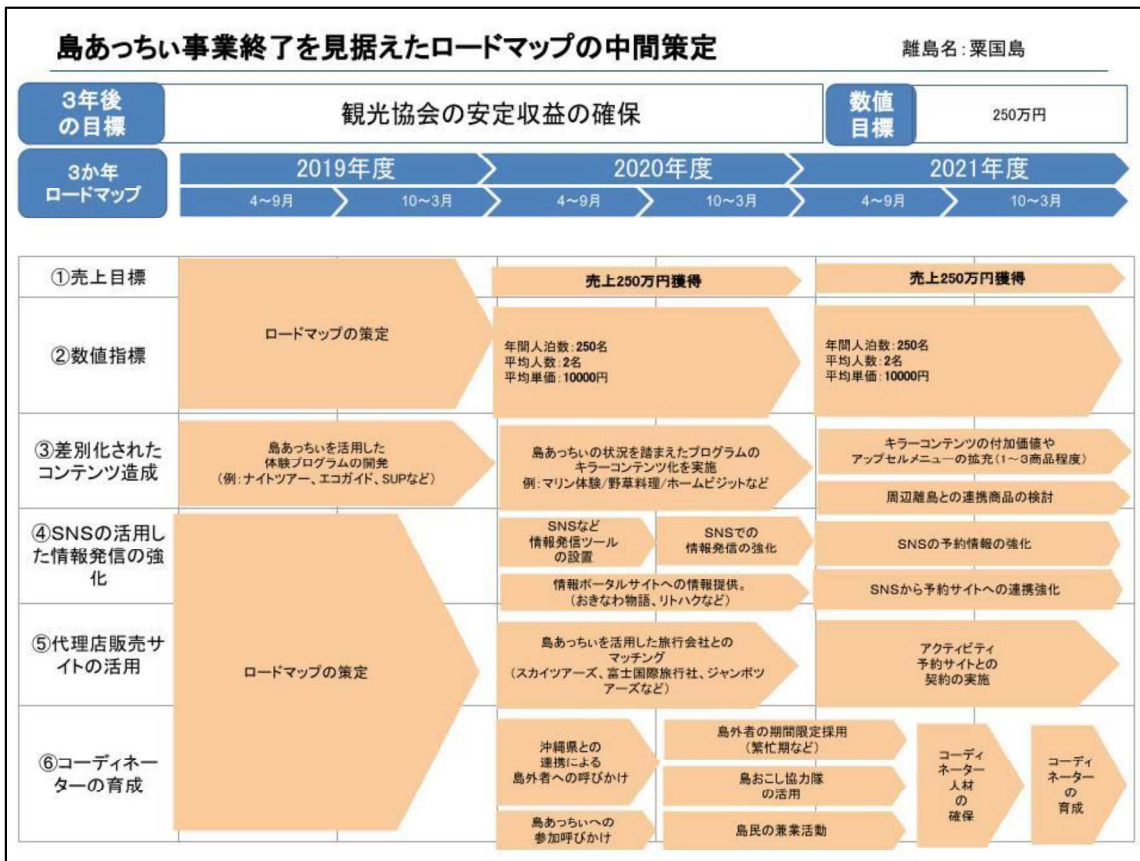 島あっちぃ事業終了を見据えたロードマップの中間策定
離島名：粟国島
3年後
の目標
観光協会の安定収益の確保
数値
目標
250万円
3か年
ロードマップ
2019年度
2020年度
2021年度
4～9月
10～3月
4～9月
10～3月
4～9月
10～3月
①売上目標
売上250万円獲得
売上250万円獲得
ロードマップの策定
②数値指標
年間人泊数：250名
平均人数：2名
平均単価：10000円
年間人泊数：250名
平均人数：2名
平均単価：10000円
③差別化された
コンテンツ造成
島あっちぃを活用した
体験プログラムの開発
（例：ナイトツアー、エコガイド、SUPなど）
島あっちぃの状況を踏まえたプログラムの
キラーコンテンツ化を実施
例：マリン体験/野草料理/ホームビジットなど
キラーコンテンツの付加価値や
アップセルメニューの拡充（1～3商品程度）
周辺離島との連携商品の検討
④SNSの活用し
た情報発信の強
化
SNSなど
情報発信ツール
の設置
SNSでの
情報発信の強化
SNSの予約情報の強化
情報ポータルサイトへの情報提供。
（おきなわ物語、リトハクなど）
SNSから予約サイトへの連携強化
⑤代理店販売サ
イトの活用
ロードマップの策定
島あっちぃを活用した旅行会社との
マッチング
（スカイツアーズ、富士国際旅行社、ジャンボツ
アーズなど）
アクティビティ
予約サイトとの
契約の実施
⑥コーディネー
ターの育成
沖縄県との
連携による
島外者への呼びかけ
島外者の期間限定採用
（繁忙期など）
島おこし協力隊
の活用
島あっちぃへの
参加呼びかけ
島民の兼業活動
コーディ
ネーター
人材
の
確保
コーディ
ネーター
の
育成